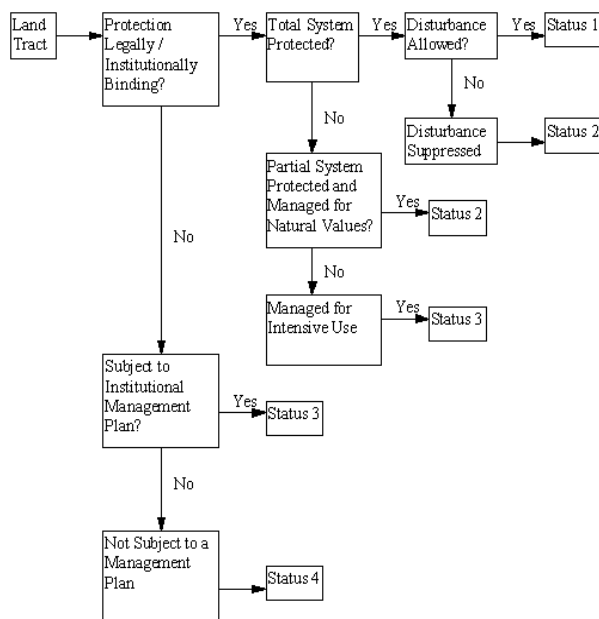 Land
Tract
Protection
Legally /
Institutionally
Binding?
Yes
Total System
Protected?
Yes
Disturbance
Allowed?
Yes
Status 1
No
No
Disturbance
Suppressed
Status 2
Partial System
Protected and
Managed for
Natural Values?
Yes
Status 2
No
No
Managed for
Intensive Use
Yes
Status 3
Subject to
Institutional
Management
Plan?
Yes
Status 3
No
Not Subject to a
Management
Plan
Status 4